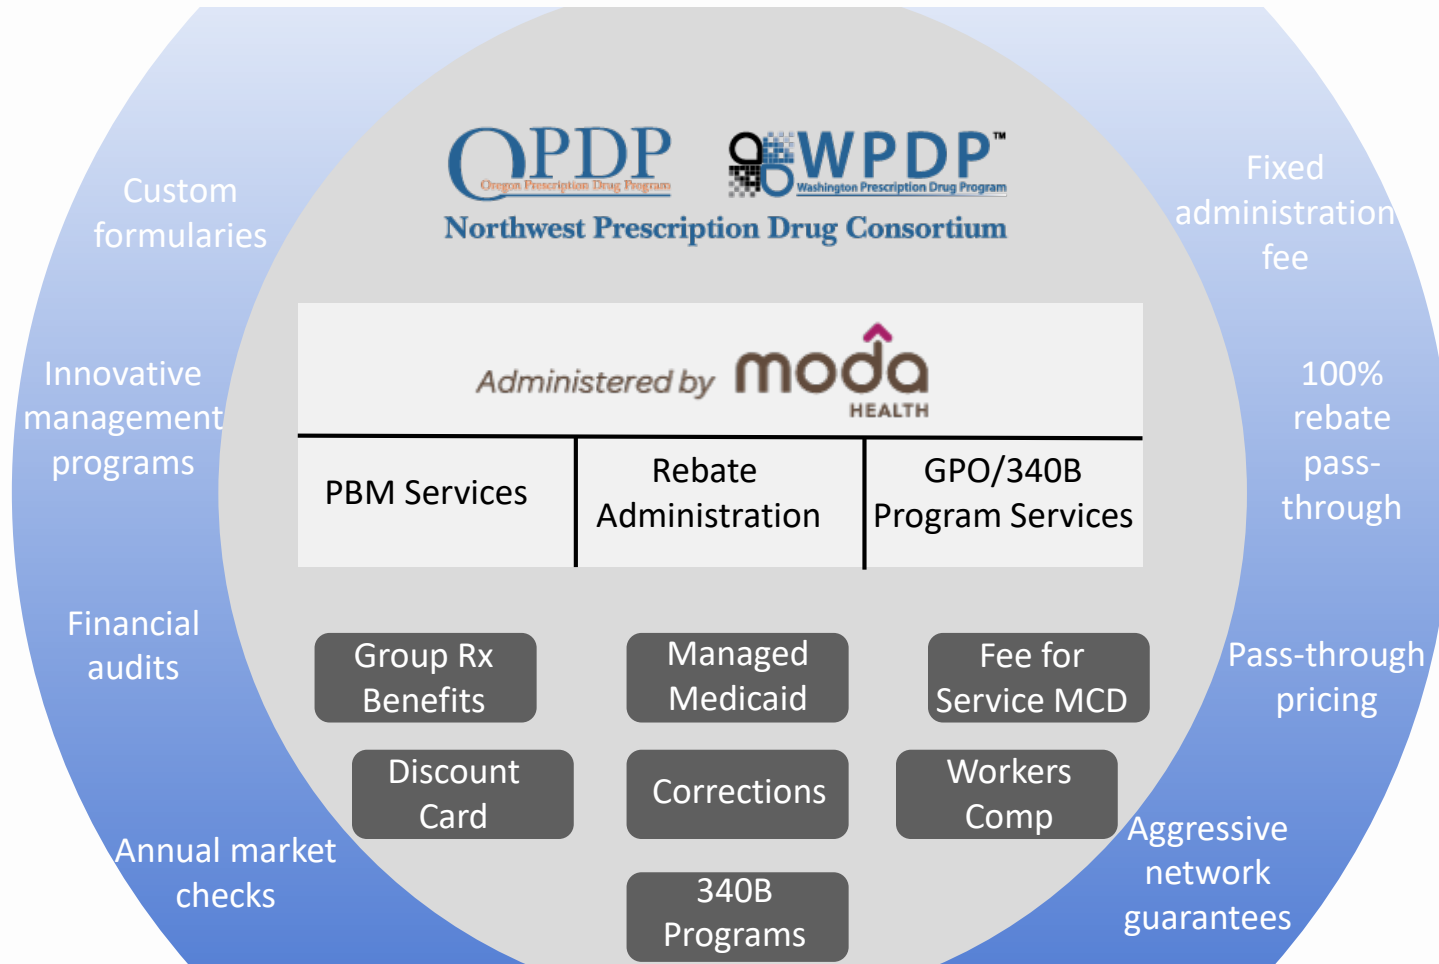 OPDP
Oregon Prescription Drug Program
WPDP™
Washington Prescription Drug Program
Northwest Prescription Drug Consortium
Custom
formularies
Innovative
management
programs
Financial
audits
Annual market
checks
Administered by moda
HEALTH
PBM Services
Rebate
Administration
GPO/340B
Program Services
Group Rx
Benefits
Managed
Medicaid
Fee for
Service MCD
Discount
Card
Corrections
Workers
Comp
340B
Programs
Fixed
administration
fee
100%
rebate
pass-
through
Pass-through
pricing
Aggressive
network
guarantees